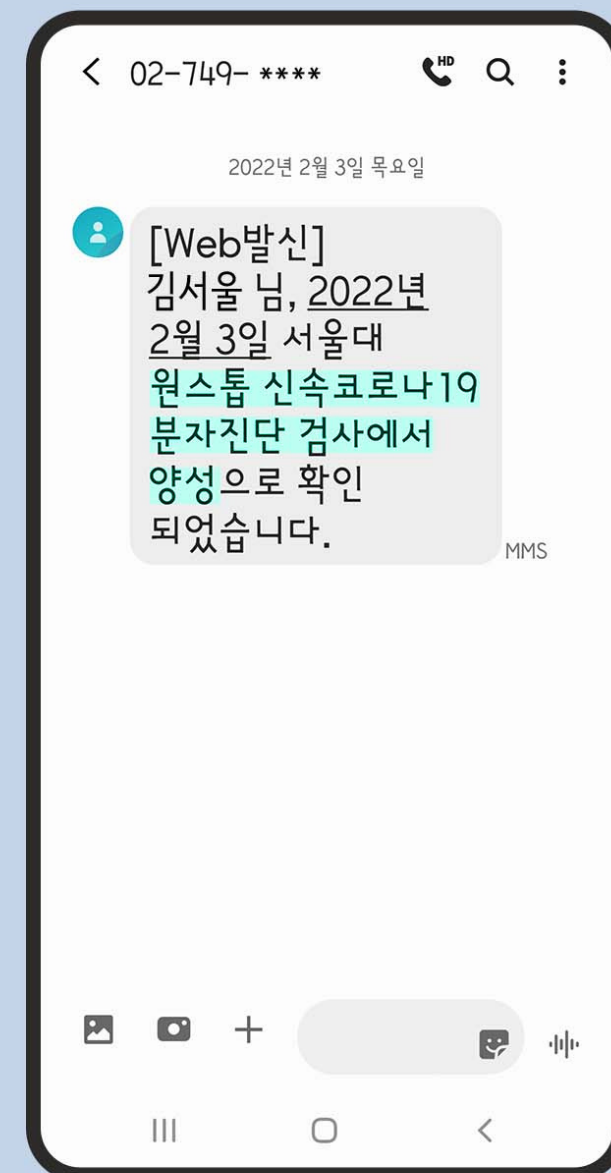 02-749- ****
HD
2022년 2월 3일 목요일
[Web발신]
김서울 님, 2022년
2월 3일 서울대
원스톱 신속코로나19
분자진단 검사에서
양성으로 확인
되었습니다.
MMS